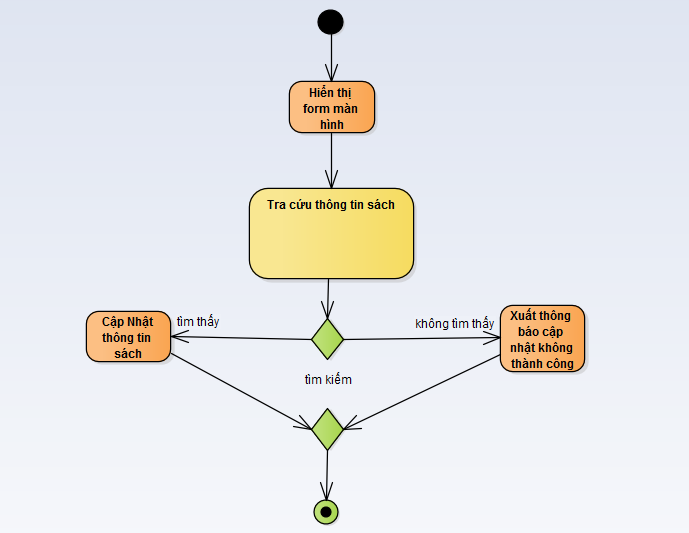 Hiển thị
form màn
hình
Tra cứu thông tin sách
Cập Nhật
thông tin
sách
tìm thấy
không tìm thấy
Xuất thông
báo cập
nhật không
thành công
tìm kiếm